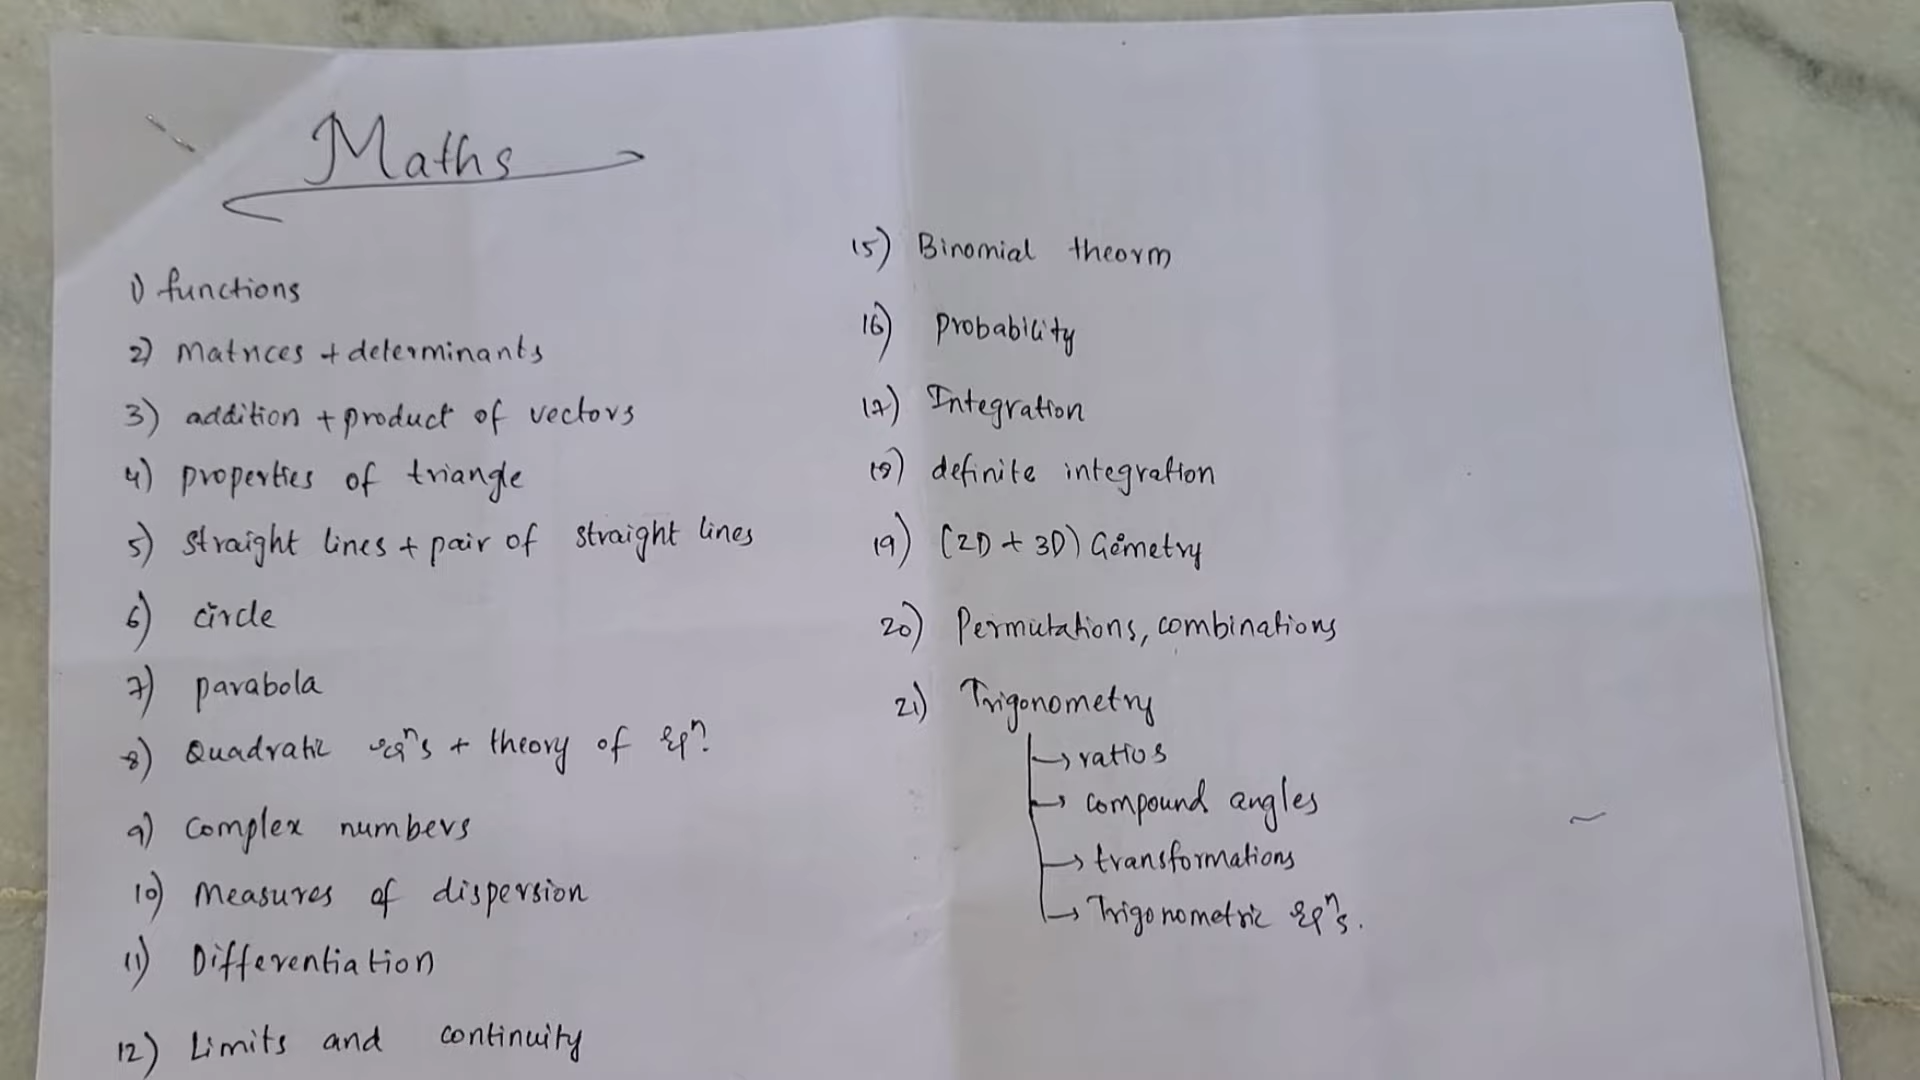 Maths
1) functions
2) Matrices + determinants
3) addition + product of vectors
4) properties of triangle
5) straight lines + pair of straight lines
6) circle
7) parabola
8) Quadratic eqⁿs + theory of eqⁿ.
9) complex numbers
10) Measures of dispersion
11) Differentiation
12) Limits and continuity
15) Binomial theorm
16) probability
17) Integration
18) definite integration
19) (2D + 3D) Geometry
20) Permutations, combinations
21) Trigonometry
→ ratios
→ compound angles
→ transformations
→ Trigonometric eqⁿs.